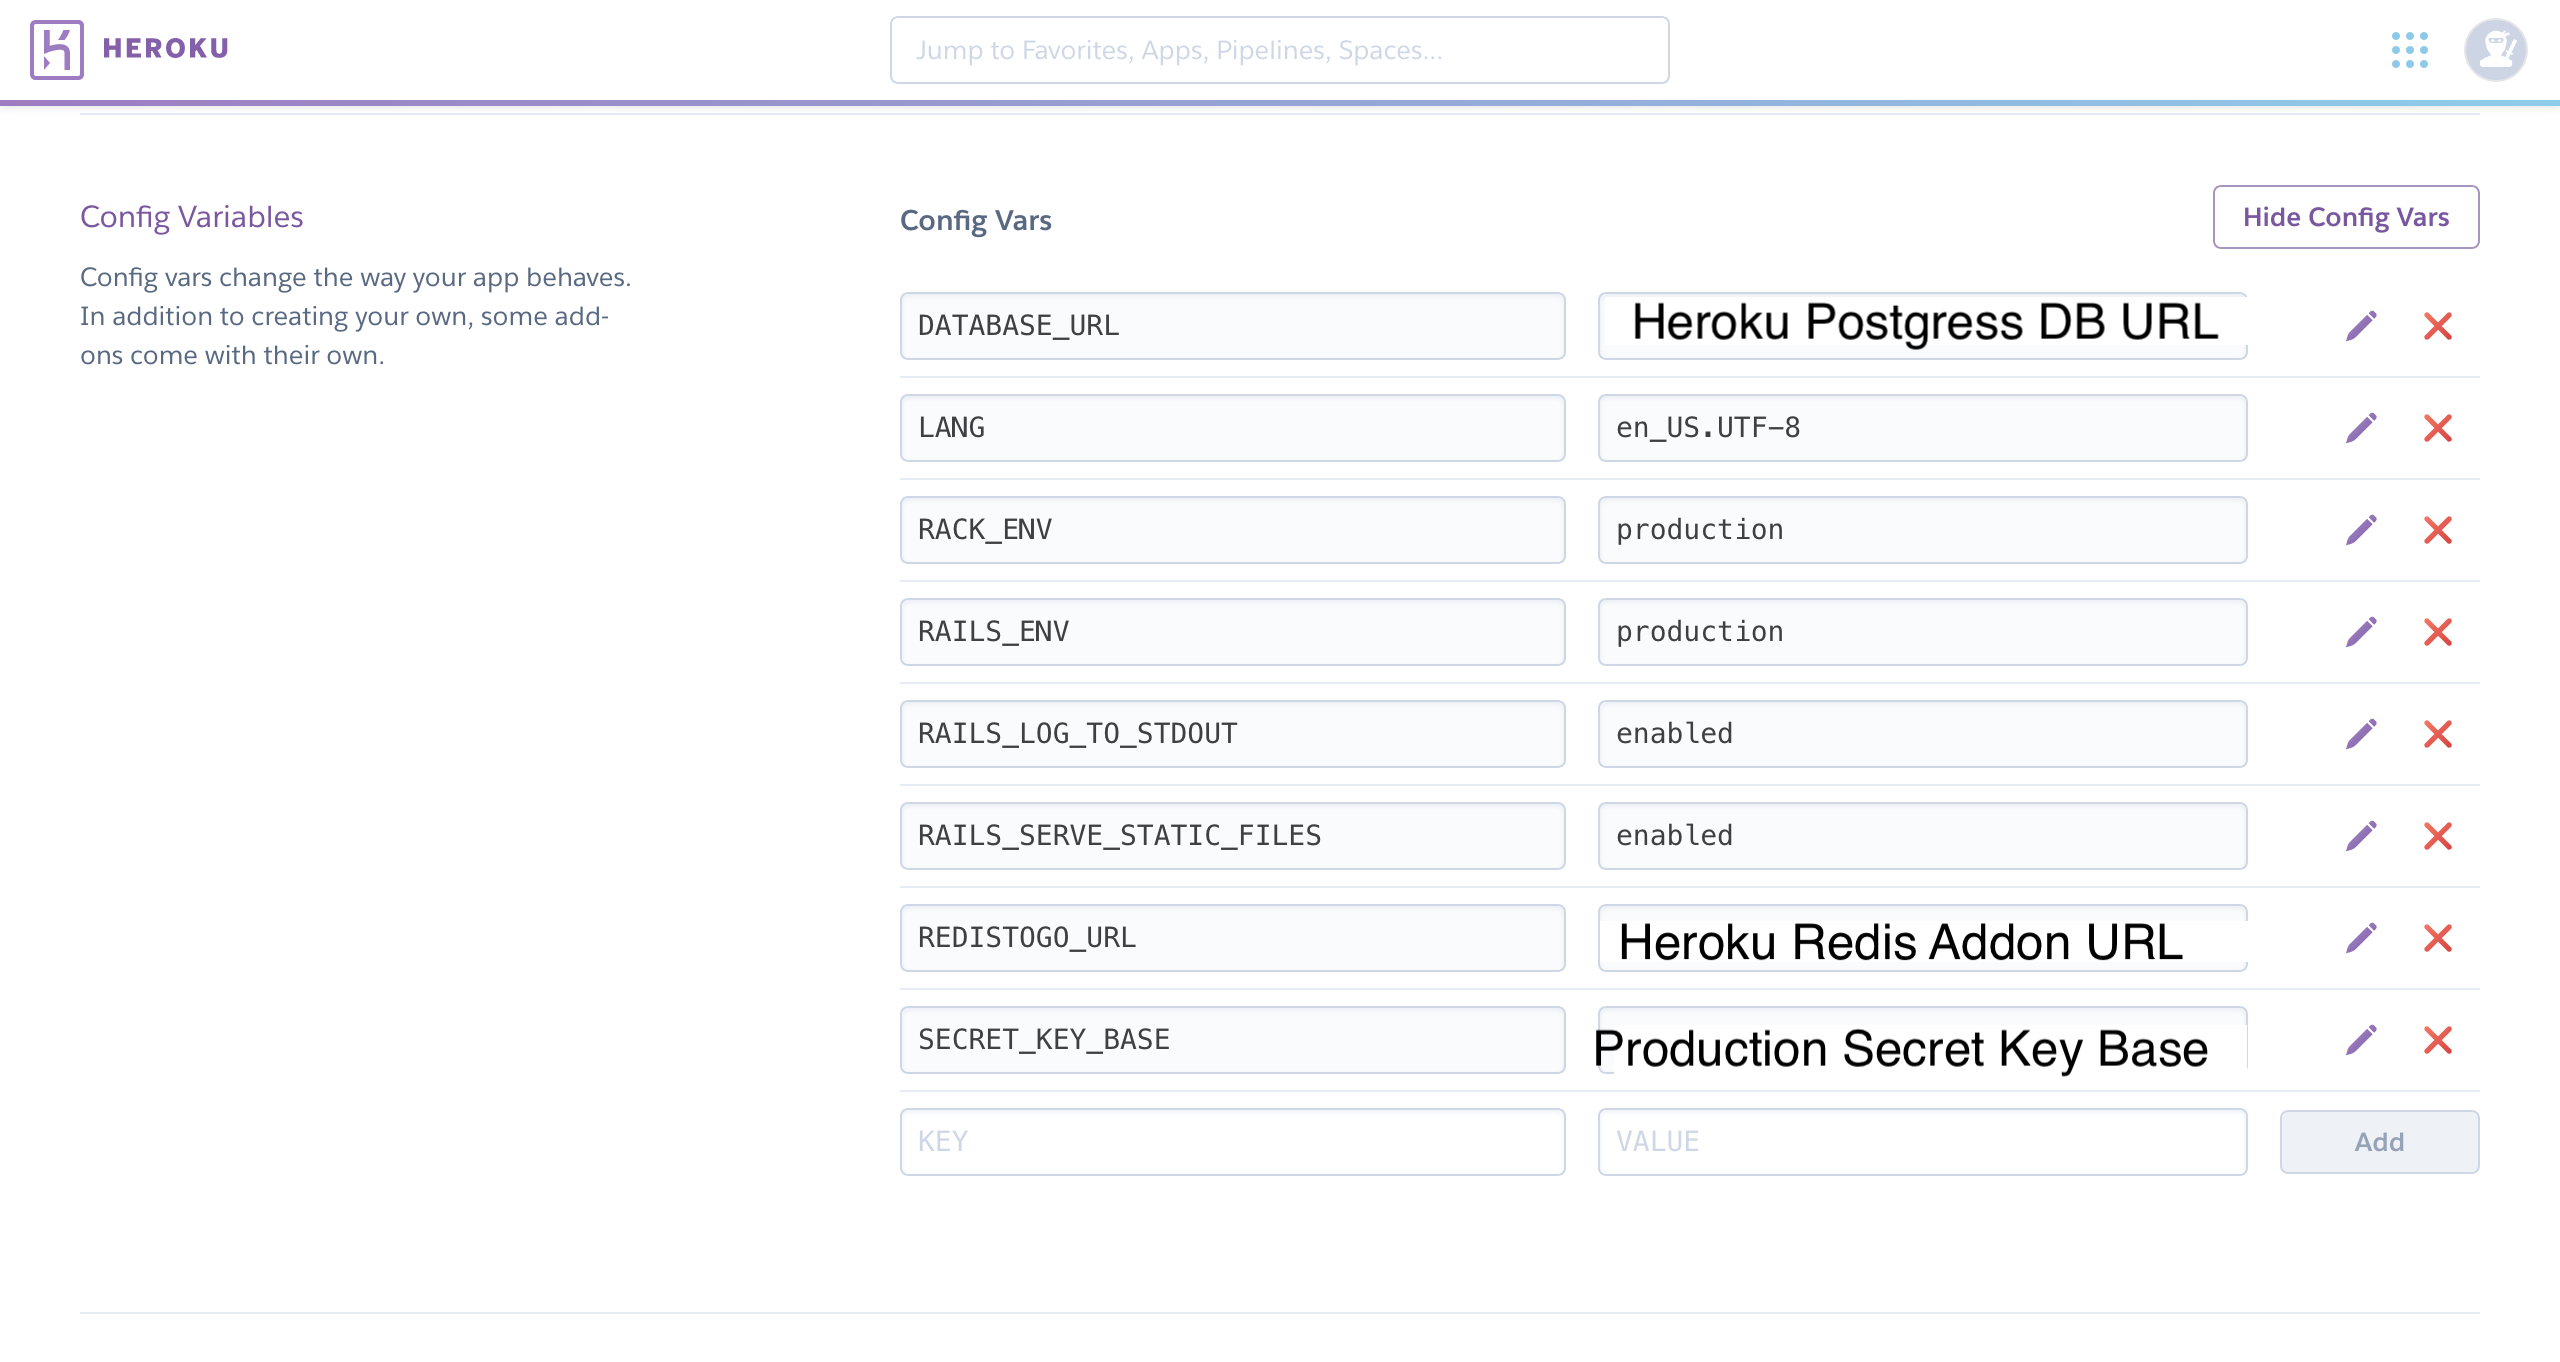 HEROKU
Jump to Favorites, Apps, Pipelines, Spaces...
Config Variables
Config vars change the way your app behaves.
In addition to creating your own, some add-
ons come with their own.
Config Vars
Hide Config Vars
DATABASE_URL
Heroku Postgress DB URL
LANG
en_US.UTF-8
RACK_ENV
production
RAILS_ENV
production
RAILS_LOG_TO_STDOUT
enabled
RAILS_SERVE_STATIC_FILES
enabled
REDISTOGO_URL
Heroku Redis Addon URL
SECRET_KEY_BASE
Production Secret Key Base
KEY
VALUE
Add